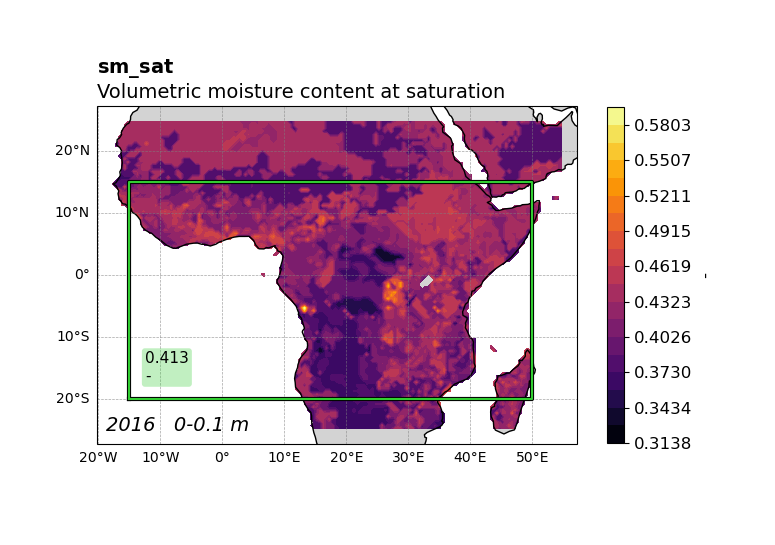 sm_sat
Volumetric moisture content at saturation
20°N
10°N
0°
10°S
20°S
0.413
-
2016 0-0.1 m
20°W 10°W 0° 10°E 20°E 30°E 40°E 50°E
0.5803
0.5507
0.5211
0.4915
0.4619
0.4323
0.4026
0.3730
0.3434
0.3138
-